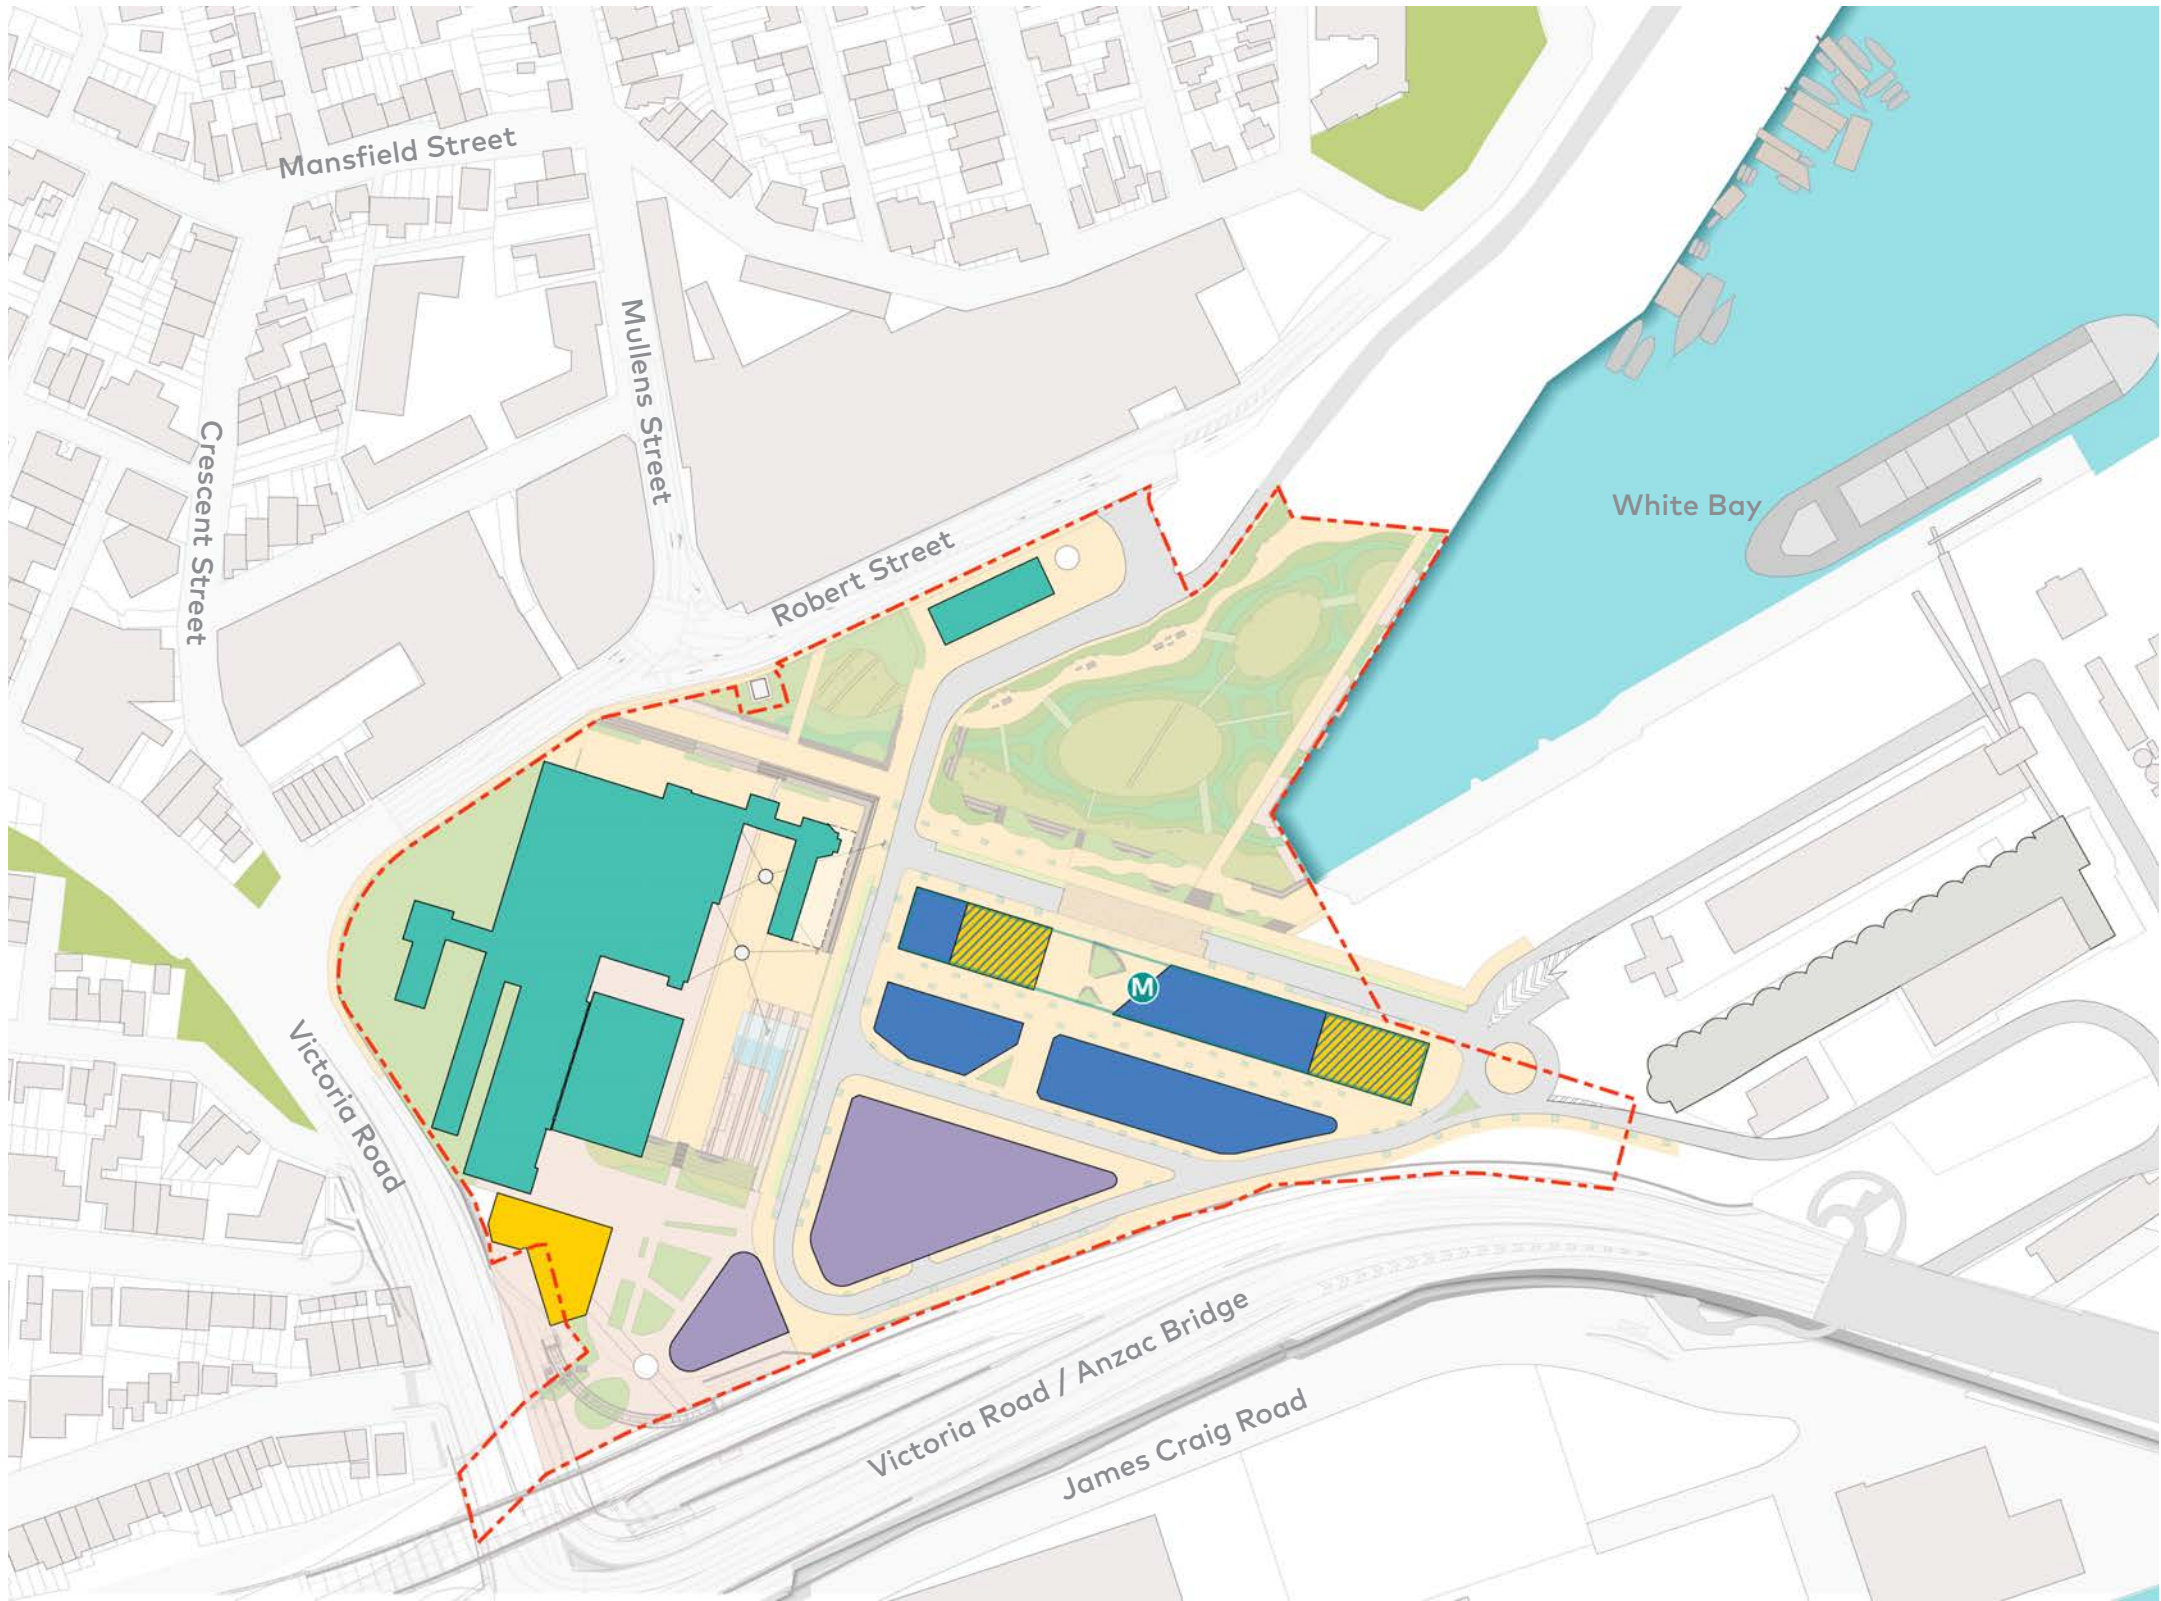 Mansfield Street
Mullens Street
Crescent Street
White Bay
Robert Street
M
Victoria Road
Victoria Road / Anzac Bridge
James Craig Road